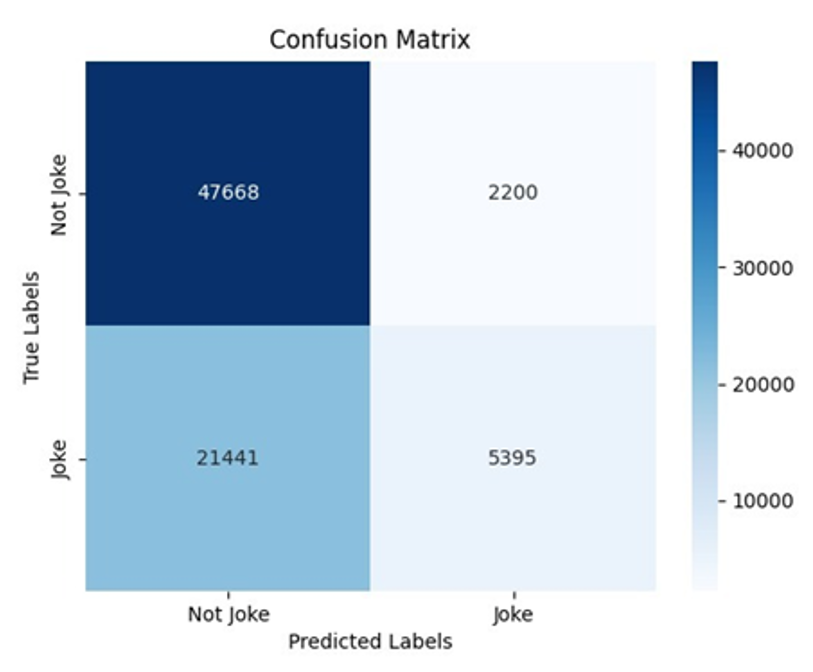 Confusion Matrix
True Labels
Not Joke
47668
2200
Joke
21441
5395
Not Joke
Joke
Predicted Labels
40000
30000
20000
10000